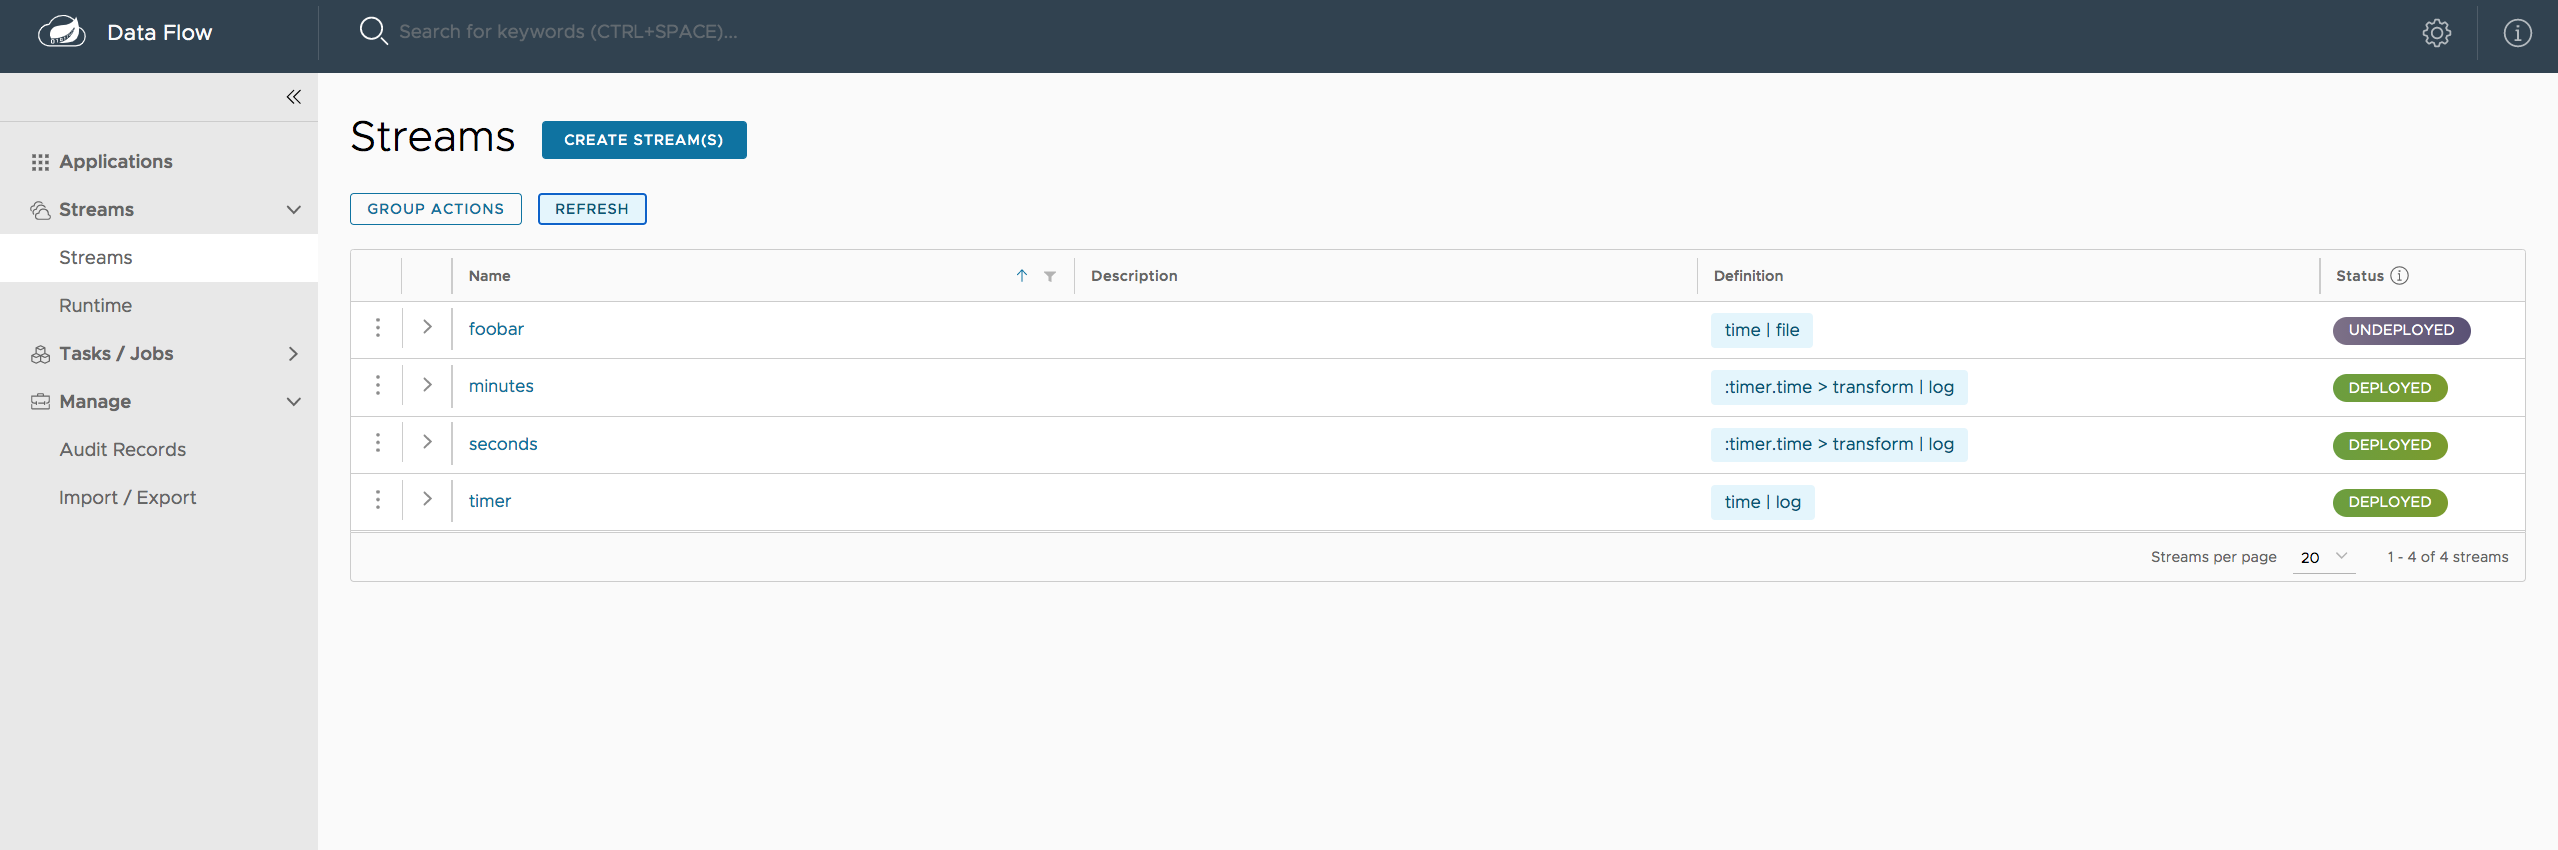 Data Flow
Search for keywords (CTRL+SPACE)...
Applications
Streams
Streams
Runtime
Tasks / Jobs
Manage
Audit Records
Import / Export
Streams CREATE STREAM(S)
GROUP ACTIONS REFRESH
Name Description Definition Status
foobar time | file UNDEPLOYED
minutes :timer.time > transform | log DEPLOYED
seconds :timer.time > transform | log DEPLOYED
timer time | log DEPLOYED
Streams per page 20 1 - 4 of 4 streams